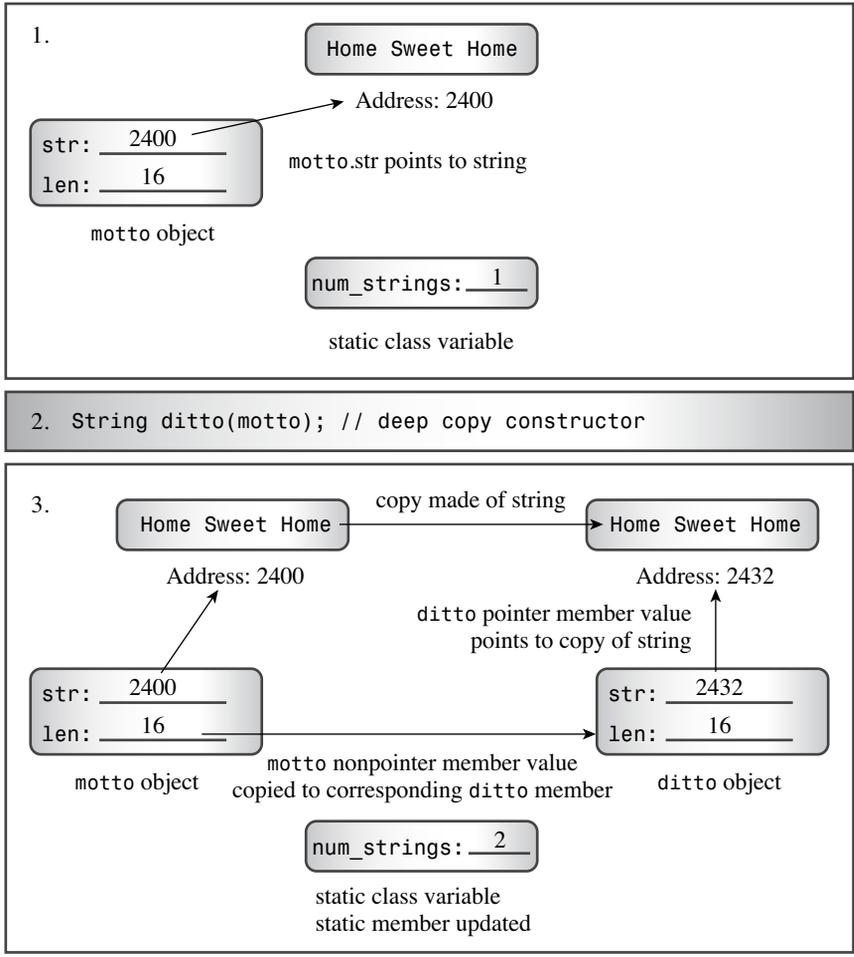 1.
Home Sweet Home
Address: 2400
str: 2400
len: 16
motto.str points to string
motto object
num_strings: 1
static class variable
2. String ditto(motto); // deep copy constructor
3.
Home Sweet Home
copy made of string
Home Sweet Home
Address: 2400
Address: 2432
ditto pointer member value
points to copy of string
str: 2400
len: 16
str: 2432
len: 16
motto object
motto nonpointer member value
copied to corresponding ditto member
ditto object
num_strings: 2
static class variable
static member updated